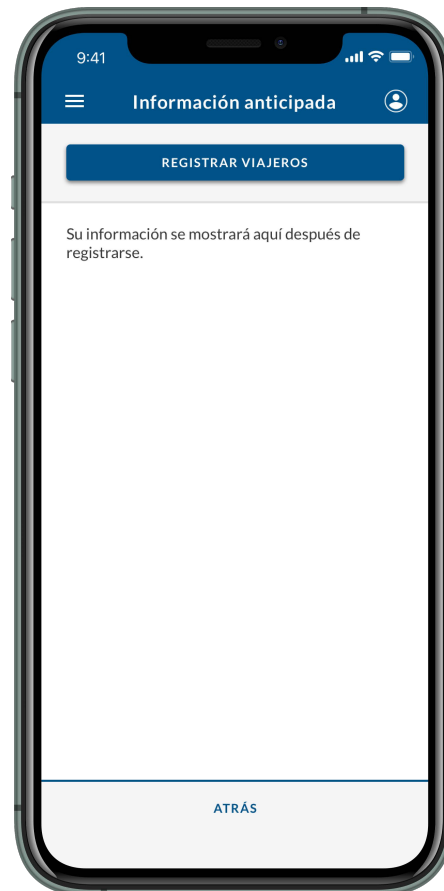 9:41
Información anticipada
REGISTRAR VIAJEROS
Su información se mostrará aquí después de
registrarse.
ATRÁS